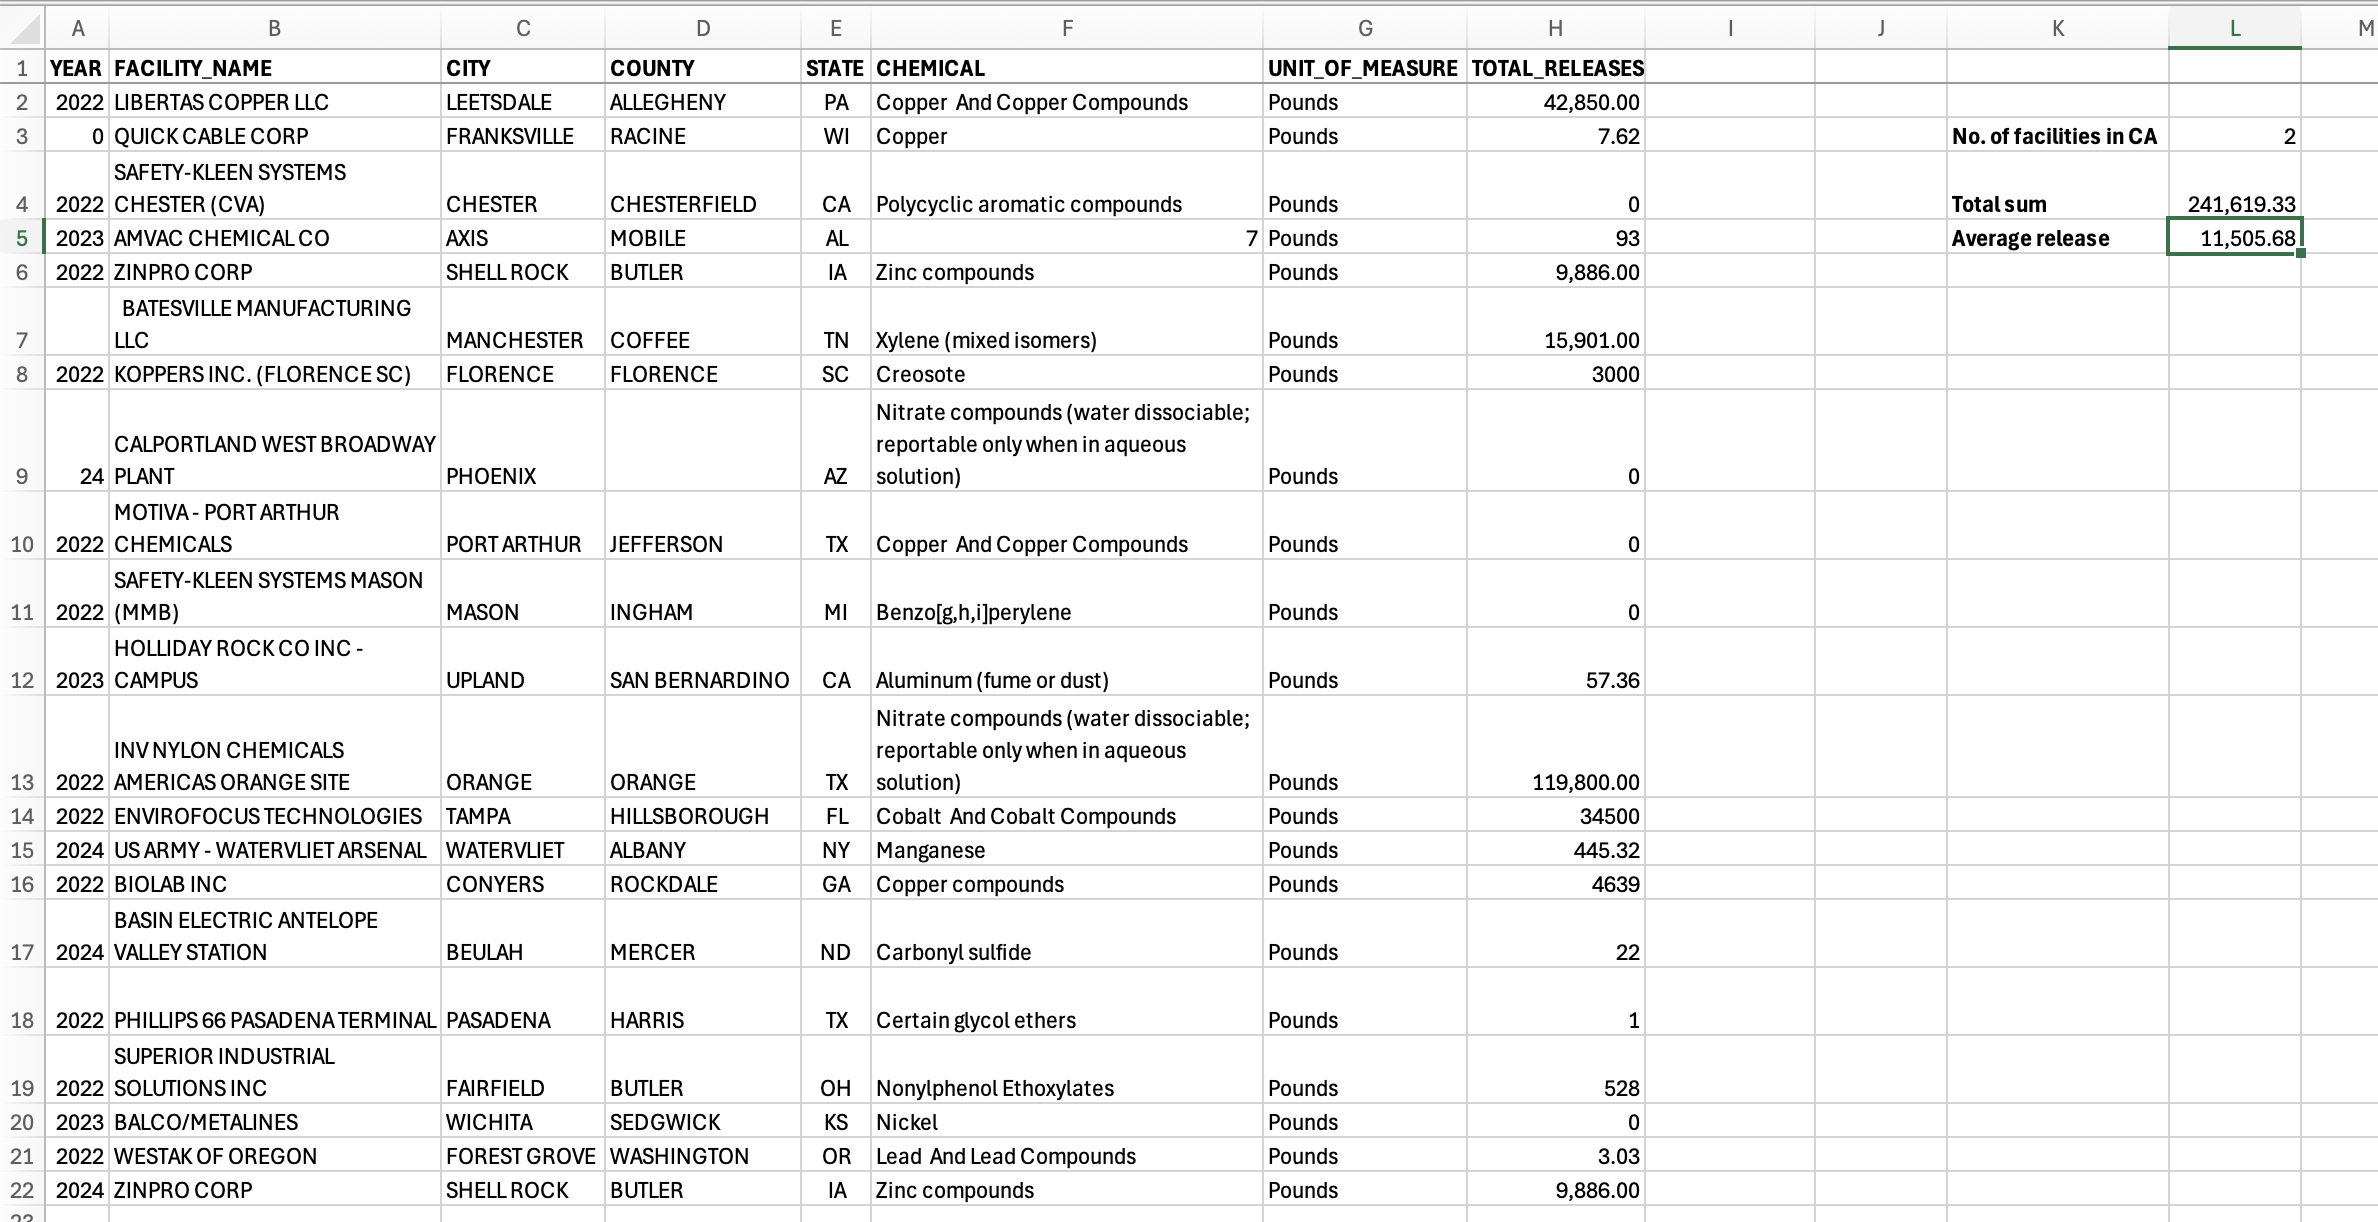 A B C D E F G H I J K L M
1 YEAR FACILITY_NAME CITY COUNTY STATE CHEMICAL UNIT_OF_MEASURE TOTAL_RELEASES
2 2022 LIBERTAS COPPER LLC LEETSDALE ALLEGHENY PA Copper And Copper Compounds Pounds 42,850.00
3 0 QUICK CABLE CORP FRANKSVILLE RACINE WI Copper Pounds 7.62 No. of facilities in CA 2
SAFETY-KLEEN SYSTEMS
4 2022 CHESTER (CVA) CHESTER CHESTERFIELD CA Polycyclic aromatic compounds Pounds 0 Total sum 241,619.33
5 2023 AMVAC CHEMICAL CO AXIS MOBILE AL 7 Pounds 93 Average release 11,505.68
6 2022 ZINPRO CORP SHELL ROCK BUTLER IA Zinc compounds Pounds 9,886.00
BATESVILLE MANUFACTURING
7 LLC MANCHESTER COFFEE TN Xylene (mixed isomers) Pounds 15,901.00
8 2022 KOPPERS INC. (FLORENCE SC) FLORENCE FLORENCE SC Creosote Pounds 3000
Nitrate compounds (water dissociable;
CALPORTLAND WEST BROADWAY reportable only when in aqueous
9 24 PLANT PHOENIX AZ solution) Pounds 0
MOTIVA - PORT ARTHUR
10 2022 CHEMICALS PORT ARTHUR JEFFERSON TX Copper And Copper Compounds Pounds 0
SAFETY-KLEEN SYSTEMS MASON
11 2022 (MMB) MASON INGHAM MI Benzo[g,h,i]perylene Pounds 0
HOLLIDAY ROCK CO INC -
12 2023 CAMPUS UPLAND SAN BERNARDINO CA Aluminum (fume or dust) Pounds 57.36
Nitrate compounds (water dissociable;
INV NYLON CHEMICALS reportable only when in aqueous
13 2022 AMERICAS ORANGE SITE ORANGE ORANGE TX solution) Pounds 119,800.00
14 2022 ENVIROFOCUS TECHNOLOGIES TAMPA HILLSBOROUGH FL Cobalt And Cobalt Compounds Pounds 34500
15 2024 US ARMY - WATERVLIET ARSENAL WATERVLIET ALBANY NY Manganese Pounds 445.32
16 2022 BIOLAB INC CONYERS ROCKDALE GA Copper compounds Pounds 4639
BASIN ELECTRIC ANTELOPE
17 2024 VALLEY STATION BEULAH MERCER ND Carbonyl sulfide Pounds 22
18 2022 PHILLIPS 66 PASADENA TERMINAL PASADENA HARRIS TX Certain glycol ethers Pounds 1
SUPERIOR INDUSTRIAL
19 2022 SOLUTIONS INC FAIRFIELD BUTLER OH Nonylphenol Ethoxylates Pounds 528
20 2023 BALCO/METALINES WICHITA SEDGWICK KS Nickel Pounds 0
21 2022 WESTAK OF OREGON FOREST GROVE WASHINGTON OR Lead And Lead Compounds Pounds 3.03
22 2024 ZINPRO CORP SHELL ROCK BUTLER IA Zinc compounds Pounds 9,886.00
23